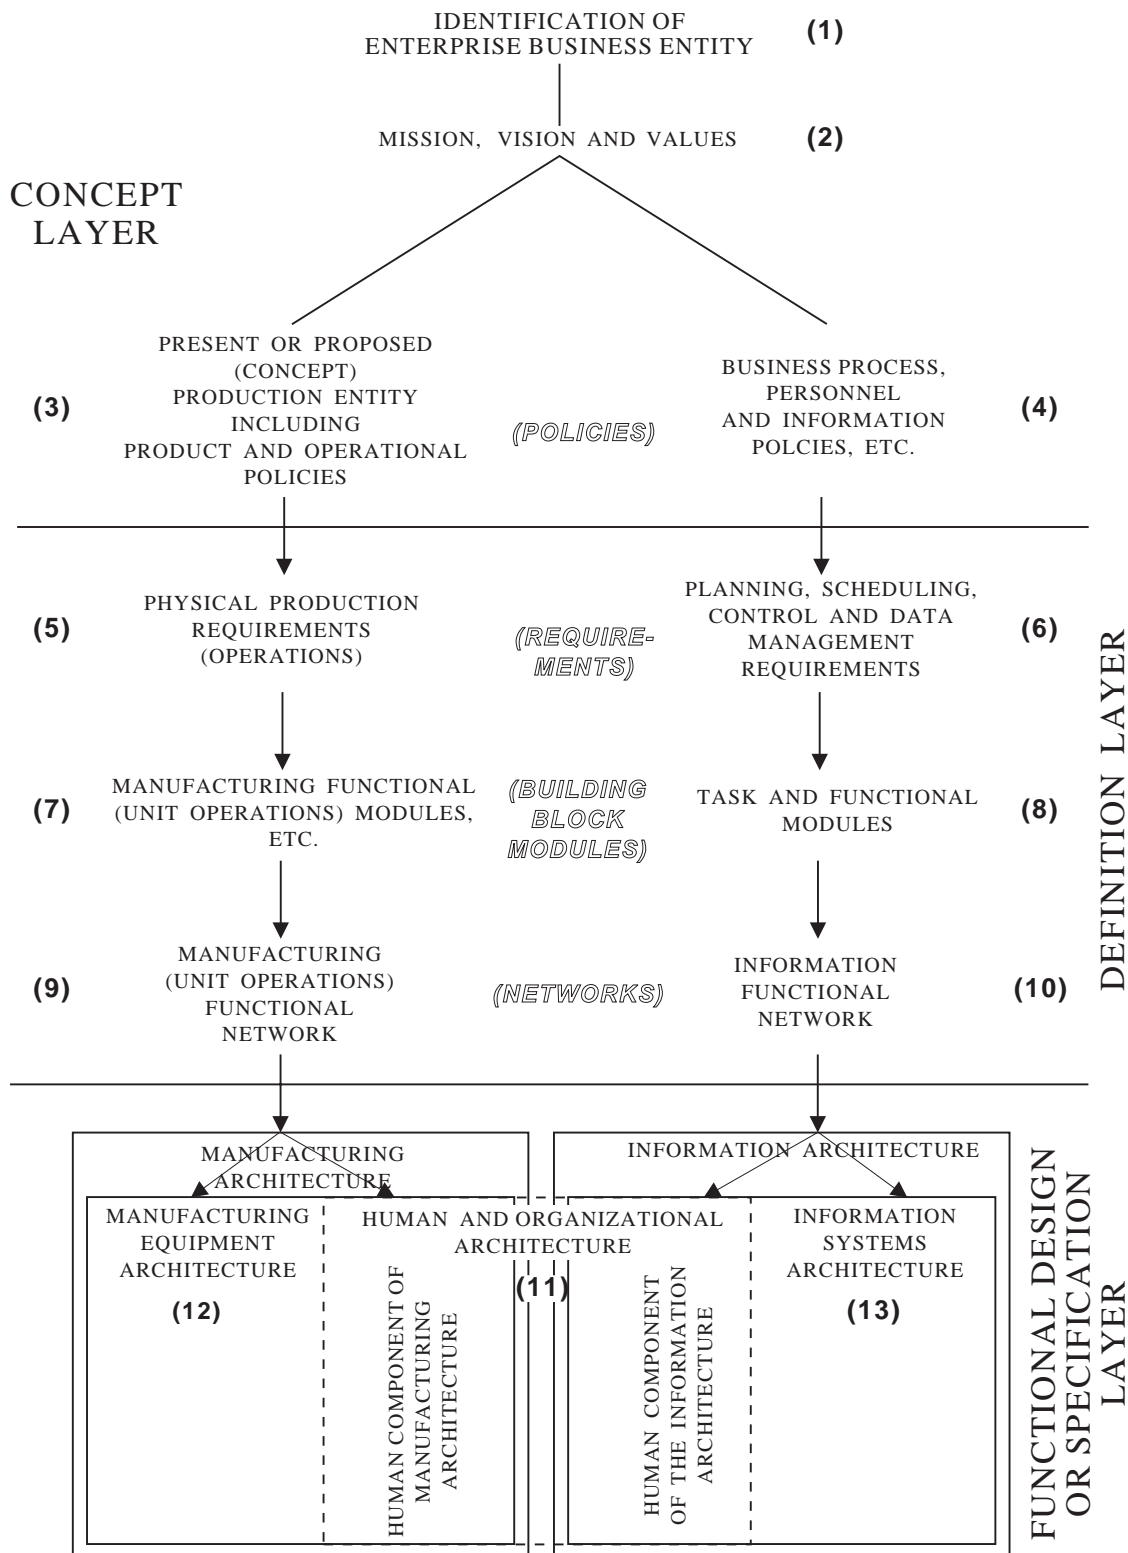 IDENTIFICATION OF
ENTERPRISE BUSINESS ENTITY
(1)
MISSION, VISION AND VALUES
(2)
CONCEPT
LAYER
PRESENT OR PROPOSED
(CONCEPT)
PRODUCTION ENTITY
INCLUDING
PRODUCT AND OPERATIONAL
POLICIES
(3)
(POLICIES)
BUSINESS PROCESS,
PERSONNEL
AND INFORMATION
POLCIES, ETC.
(4)
(5)
PHYSICAL PRODUCTION
REQUIREMENTS
(OPERATIONS)
(REQUIRE-
MENTS)
PLANNING, SCHEDULING,
CONTROL AND DATA
MANAGEMENT
REQUIREMENTS
(6)
DEFINITION LAYER
(7)
MANUFACTURING FUNCTIONAL
(UNIT OPERATIONS) MODULES,
ETC.
(BUILDING
BLOCK
MODULES)
TASK AND FUNCTIONAL
MODULES
(8)
(9)
MANUFACTURING
(UNIT OPERATIONS)
FUNCTIONAL
NETWORK
(NETWORKS)
INFORMATION
FUNCTIONAL
NETWORK
(10)
MANUFACTURING
ARCHITECTURE
INFORMATION ARCHITECTURE
MANUFACTURING
EQUIPMENT
ARCHITECTURE
(12)
HUMAN AND ORGANIZATIONAL
ARCHITECTURE
(11)
INFORMATION
SYSTEMS
ARCHITECTURE
(13)
HUMAN COMPONENT OF
MANUFACTURING
ARCHITECTURE
HUMAN COMPONENT
OF THE INFORMATION
ARCHITECTURE
FUNCTIONAL DESIGN
OR SPECIFICATION
LAYER